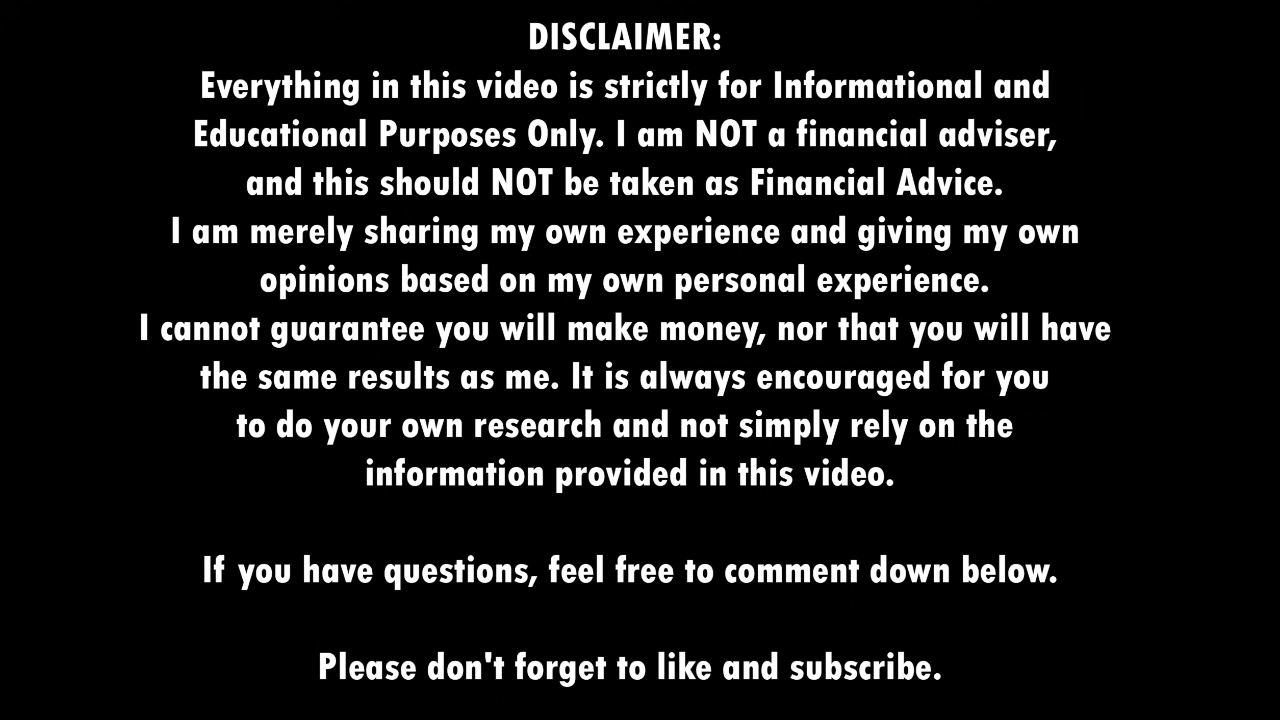 DISCLAIMER:
Everything in this video is strictly for Informational and
Educational Purposes Only. I am NOT a financial adviser,
and this should NOT be taken as Financial Advice.
I am merely sharing my own experience and giving my own
opinions based on my own personal experience.
I cannot guarantee you will make money, nor that you will have
the same results as me. It is always encouraged for you
to do your own research and not simply rely on the
information provided in this video.
If you have questions, feel free to comment down below.
Please don't forget to like and subscribe.